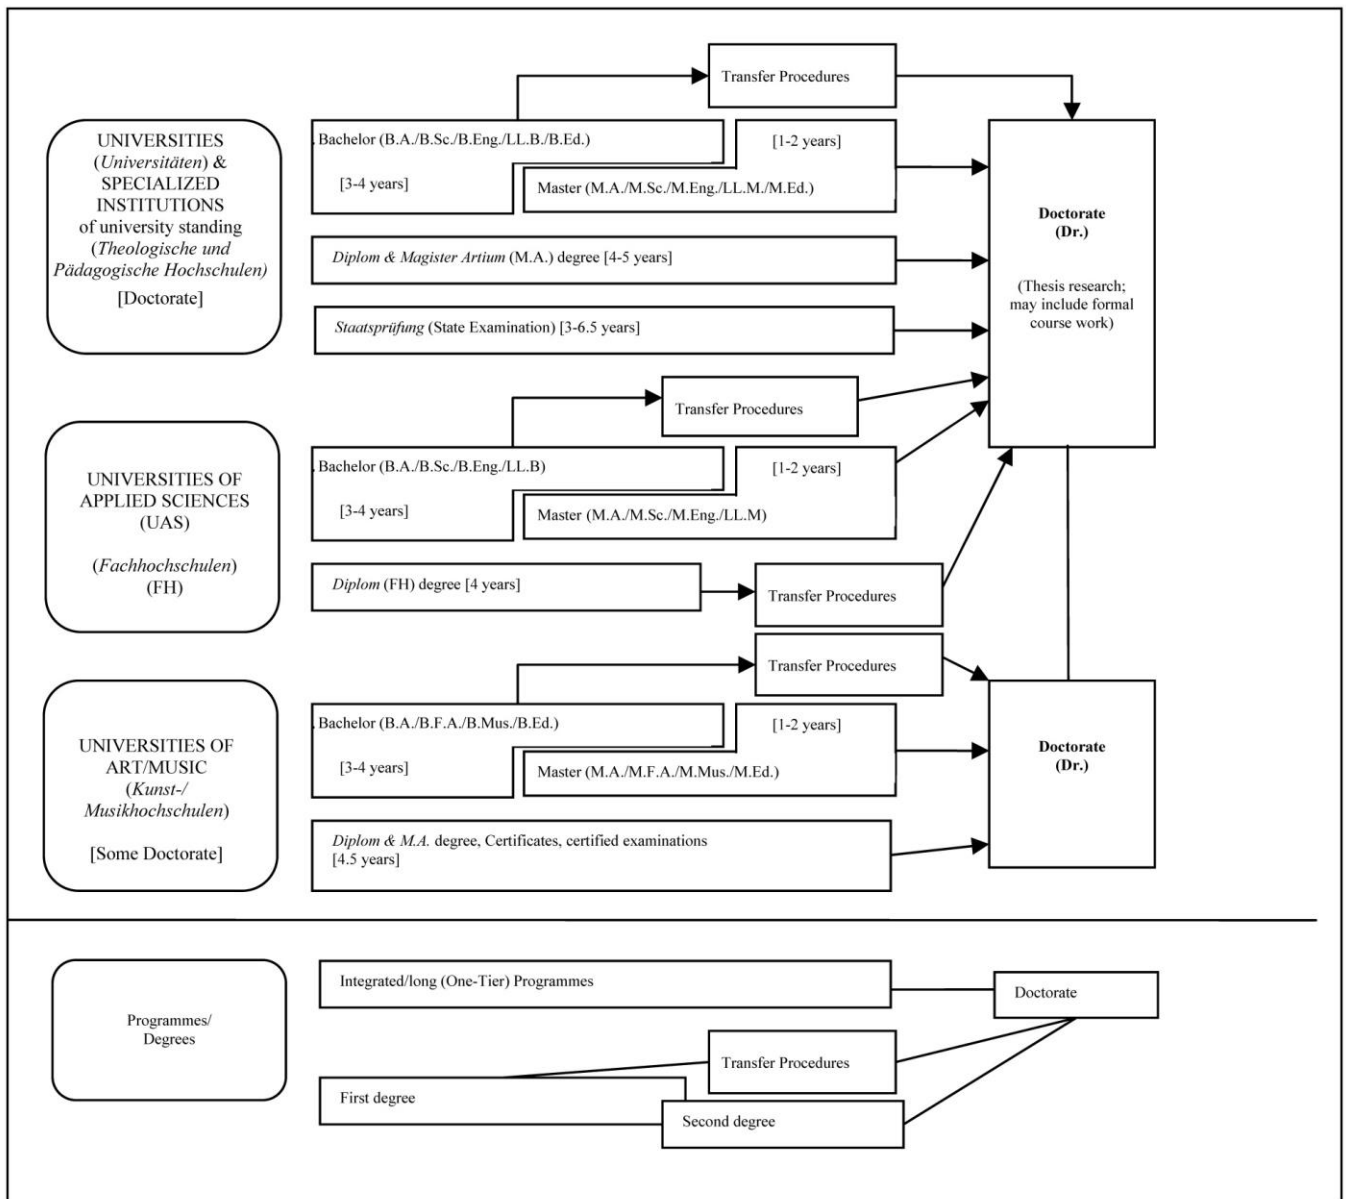 Transfer Procedures
UNIVERSITIES
(Universitäten) &
SPECIALIZED
INSTITUTIONS
of university standing
(Theologische und
Pädagogische Hochschulen)
[Doctorate]
. Bachelor (B.A./B.Sc./B.Eng./LL.B./B.Ed.)
[3-4 years]
[1-2 years]
Master (M.A./M.Sc./M.Eng./LL.M./M.Ed.)
Diplom & Magister Artium (M.A.) degree [4-5 years]
Staatsprüfung (State Examination) [3-6.5 years]
Doctorate
(Dr.)
(Thesis research;
may include formal
course work)
Transfer Procedures
UNIVERSITIES OF
APPLIED SCIENCES
(UAS)
(Fachhochschulen)
(FH)
. Bachelor (B.A./B.Sc./B.Eng./LL.B)
[3-4 years]
[1-2 years]
Master (M.A./M.Sc./M.Eng./LL.M)
Diplom (FH) degree [4 years]
Transfer Procedures
Transfer Procedures
UNIVERSITIES OF
ART/MUSIC
(Kunst-/
Musikhochschulen)
[Some Doctorate]
. Bachelor (B.A./B.F.A./B.Mus./B.Ed.)
[3-4 years]
[1-2 years]
Master (M.A./M.F.A./M.Mus./M.Ed.)
Diplom & M.A. degree, Certificates, certified examinations
[4.5 years]
Doctorate
(Dr.)
Programmes/
Degrees
Integrated/long (One-Tier) Programmes
Doctorate
Transfer Procedures
First degree
Second degree